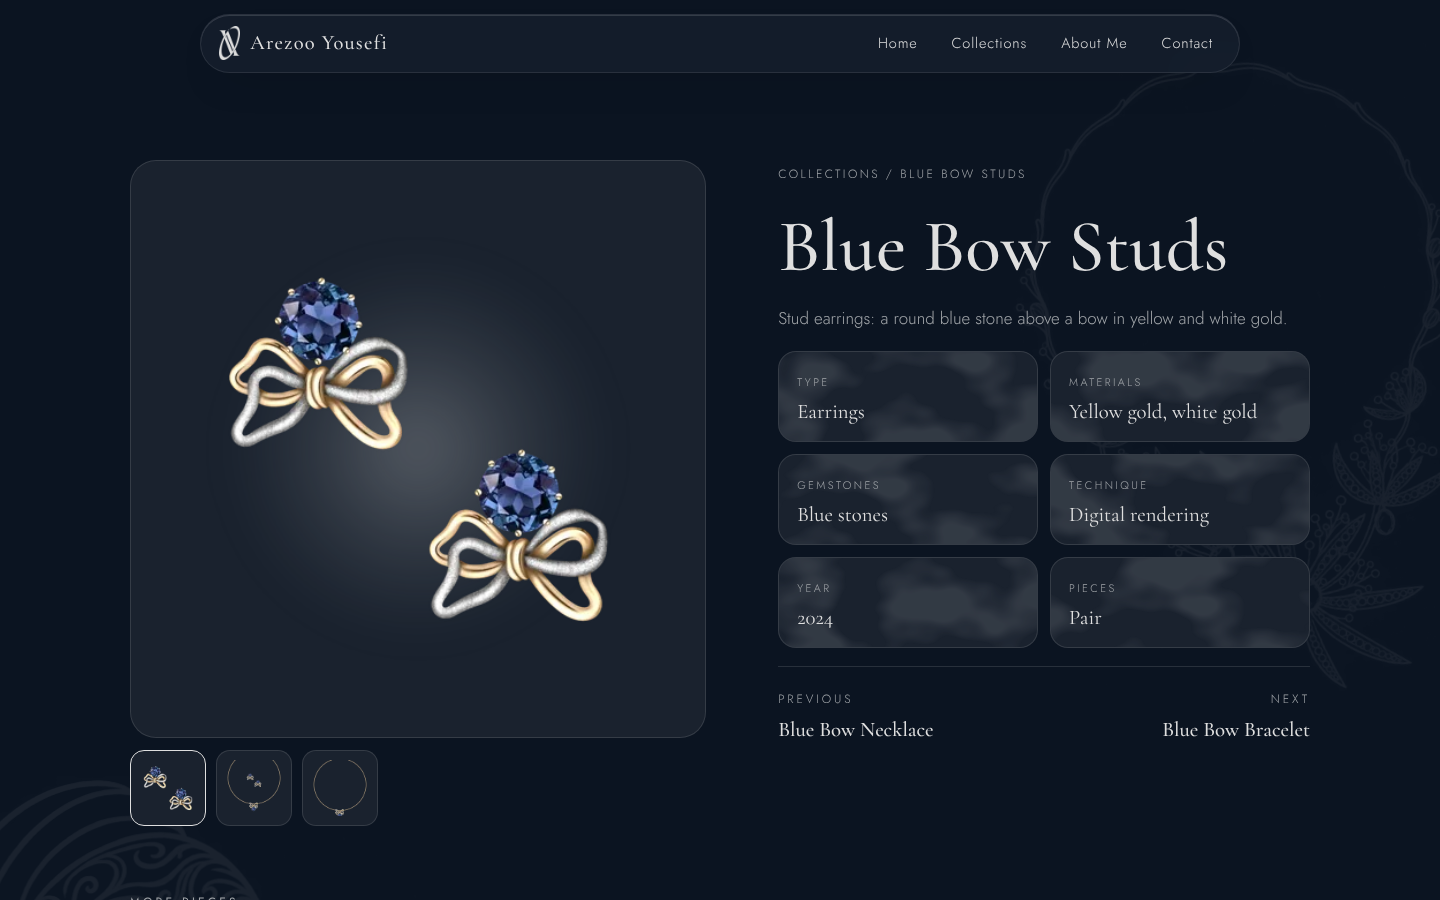 Arezoo Yousefi
Home
Collections
About Me
Contact
COLLECTIONS / BLUE BOW STUDS
Blue Bow Studs
Stud earrings: a round blue stone above a bow in yellow and white gold.
TYPE
Earrings
MATERIALS
Yellow gold, white gold
GEMSTONES
Blue stones
TECHNIQUE
Digital rendering
YEAR
2024
PIECES
Pair
PREVIOUS
Blue Bow Necklace
NEXT
Blue Bow Bracelet
MORE PIECES